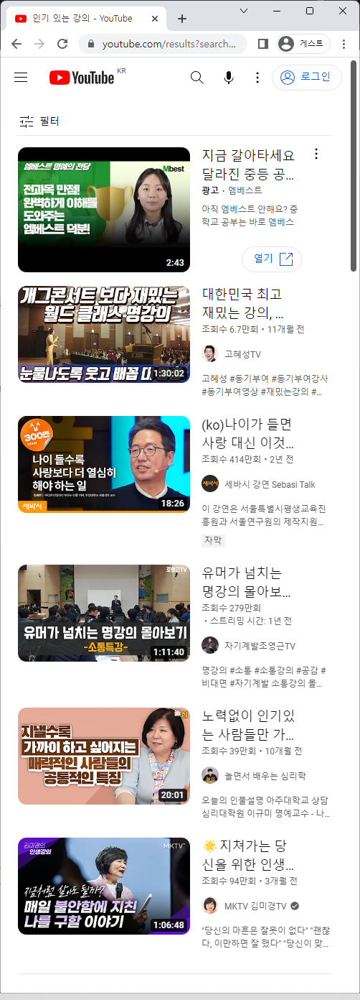 인기 있는 강의 - YouTube
youtube.com/results?search...
게스트
YouTube KR
로그인
필터
엠베스트 명예의 전당
Mbest
전과목 만점!
완벽하게 이해를
도와주는
엠베스트 덕분!
2:43
지금 갈아타세요
달라진 중등 공...
광고 · 엠베스트
아직 엠베스트 안해요? 중
학교 공부는 바로 엠베스
열기
개그콘서트 보다 재밌는
월드 클래스 명강의
눈물나도록 웃고 배꼽
1:30:02
대한민국 최고
재밌는 강의, ...
조회수 6.7만회 • 11개월 전
고혜성TV
고혜성 #동기부여 #동기부여강사
#동기부여영상 #재밌는강의 #...
300만
view
나이 들수록
사랑보다 더 열심히
해야 하는 일
세바시
18:26
(ko)나이가 들면
사랑 대신 이것...
조회수 414만회 • 2년 전
세바시
세바시 강연 Sebasi Talk
이 강연은 서울특별시평생교육진
흥원과 서울연구원의 제작지원...
자막
조영근TV
유머가 넘치는 명강의 몰아보기
-소통특강-
1:11:40
유머가 넘치는
명강의 몰아보...
조회수 279만회
• 스트리밍 시간: 1년 전
자기계발조영근TV
명강의 #소통 #소통강의 #공감 #
비대면 #자기계발 소통강의 몰...
놀심
지낼수록
가까이 하고 싶어지는
매력적인 사람들의
공통적인 특징
20:01
노력없이 인기있
는 사람들만 가...
조회수 39만회 • 10개월 전
놀면서 배우는 심리학
오늘의 인물설명 아주대학교 상담
심리대학원 이규미 명예교수 - 나...
김미경의
인생강의
MKTV
지금처럼 살아도 될까?
매일 불안함에 지친
나를 구할 이야기
1:06:48
🌟지쳐가는 당
신을 위한 인생...
조회수 94만회 • 3개월 전
MKTV 김미경TV
"당신의 마흔은 잘못이 없다" "괜찮
다, 이만하면 잘 했다" "당신이 맞...